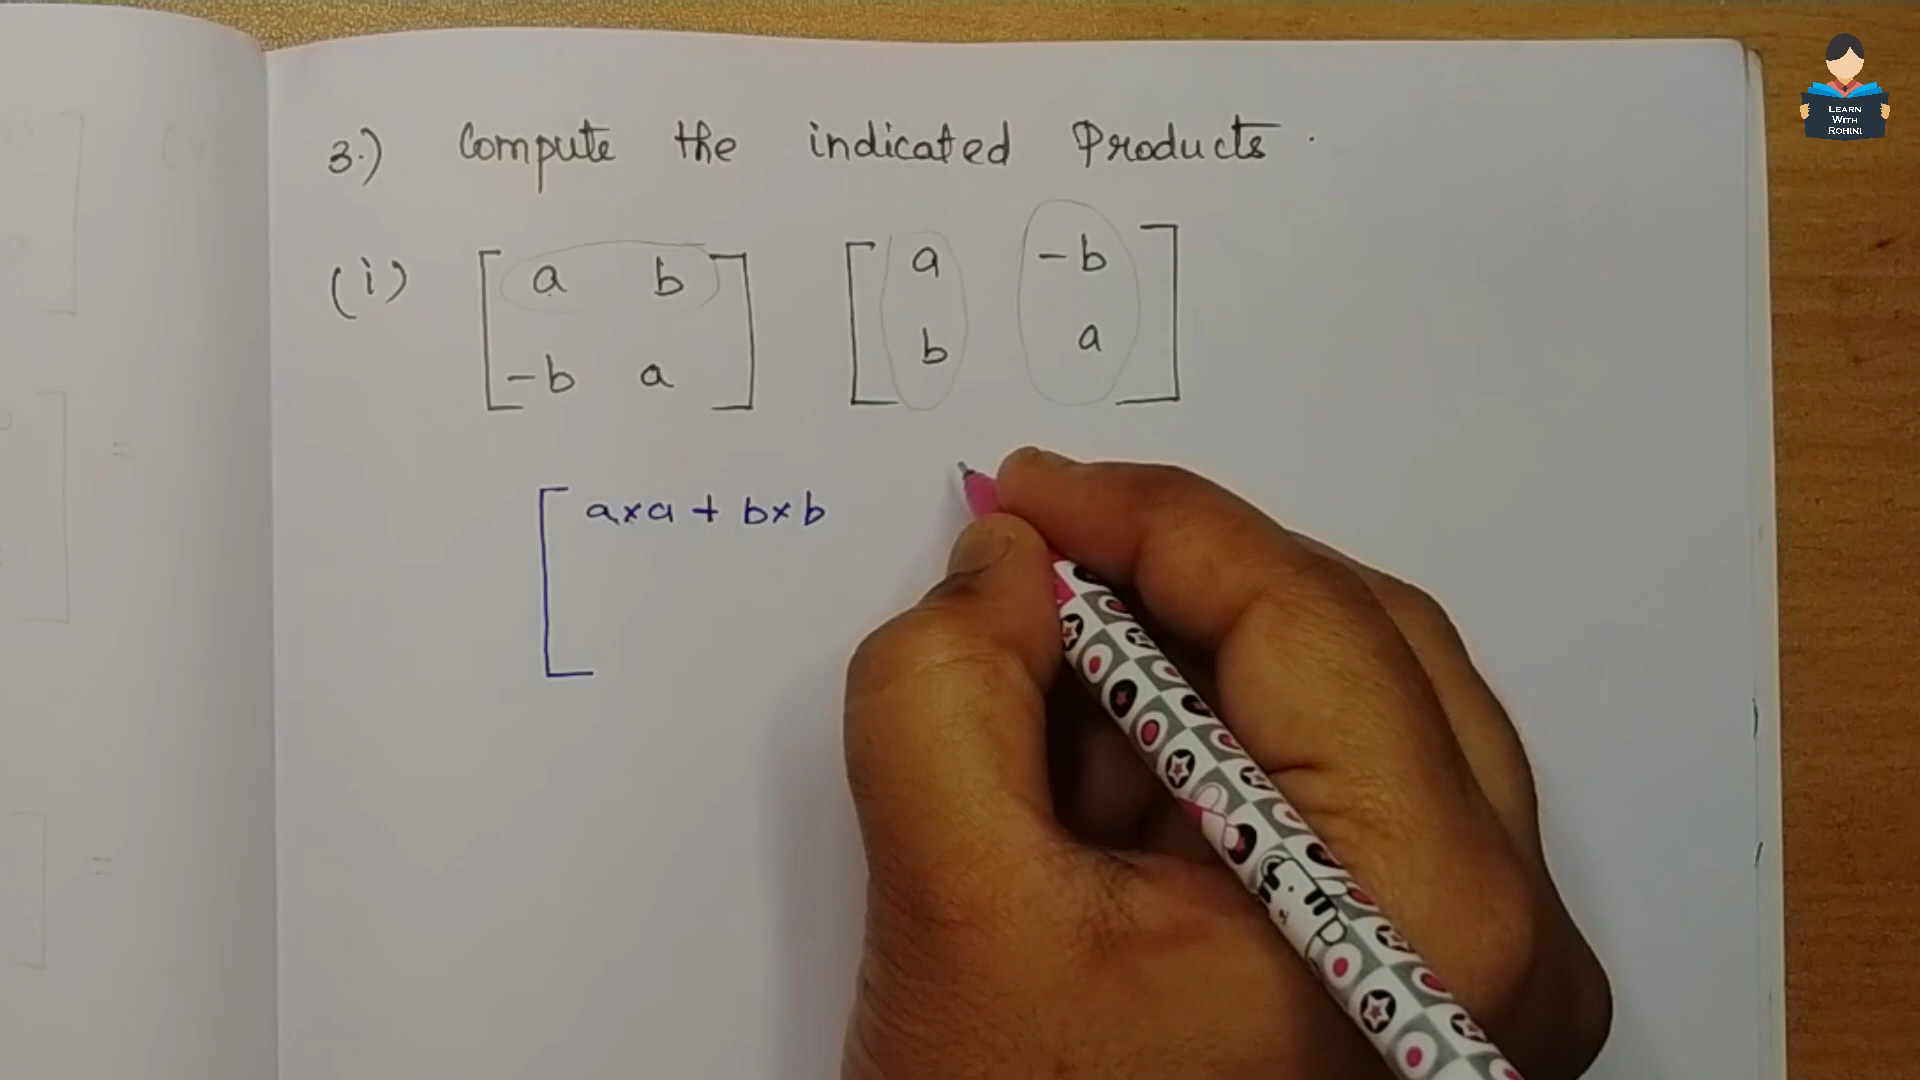 3.) Compute the indicated Products.
(i) [ a b ] [ a -b ]
[ -b a ] [ b a ]
[ a×a + b×b
LEARN
WITH
ROHINI